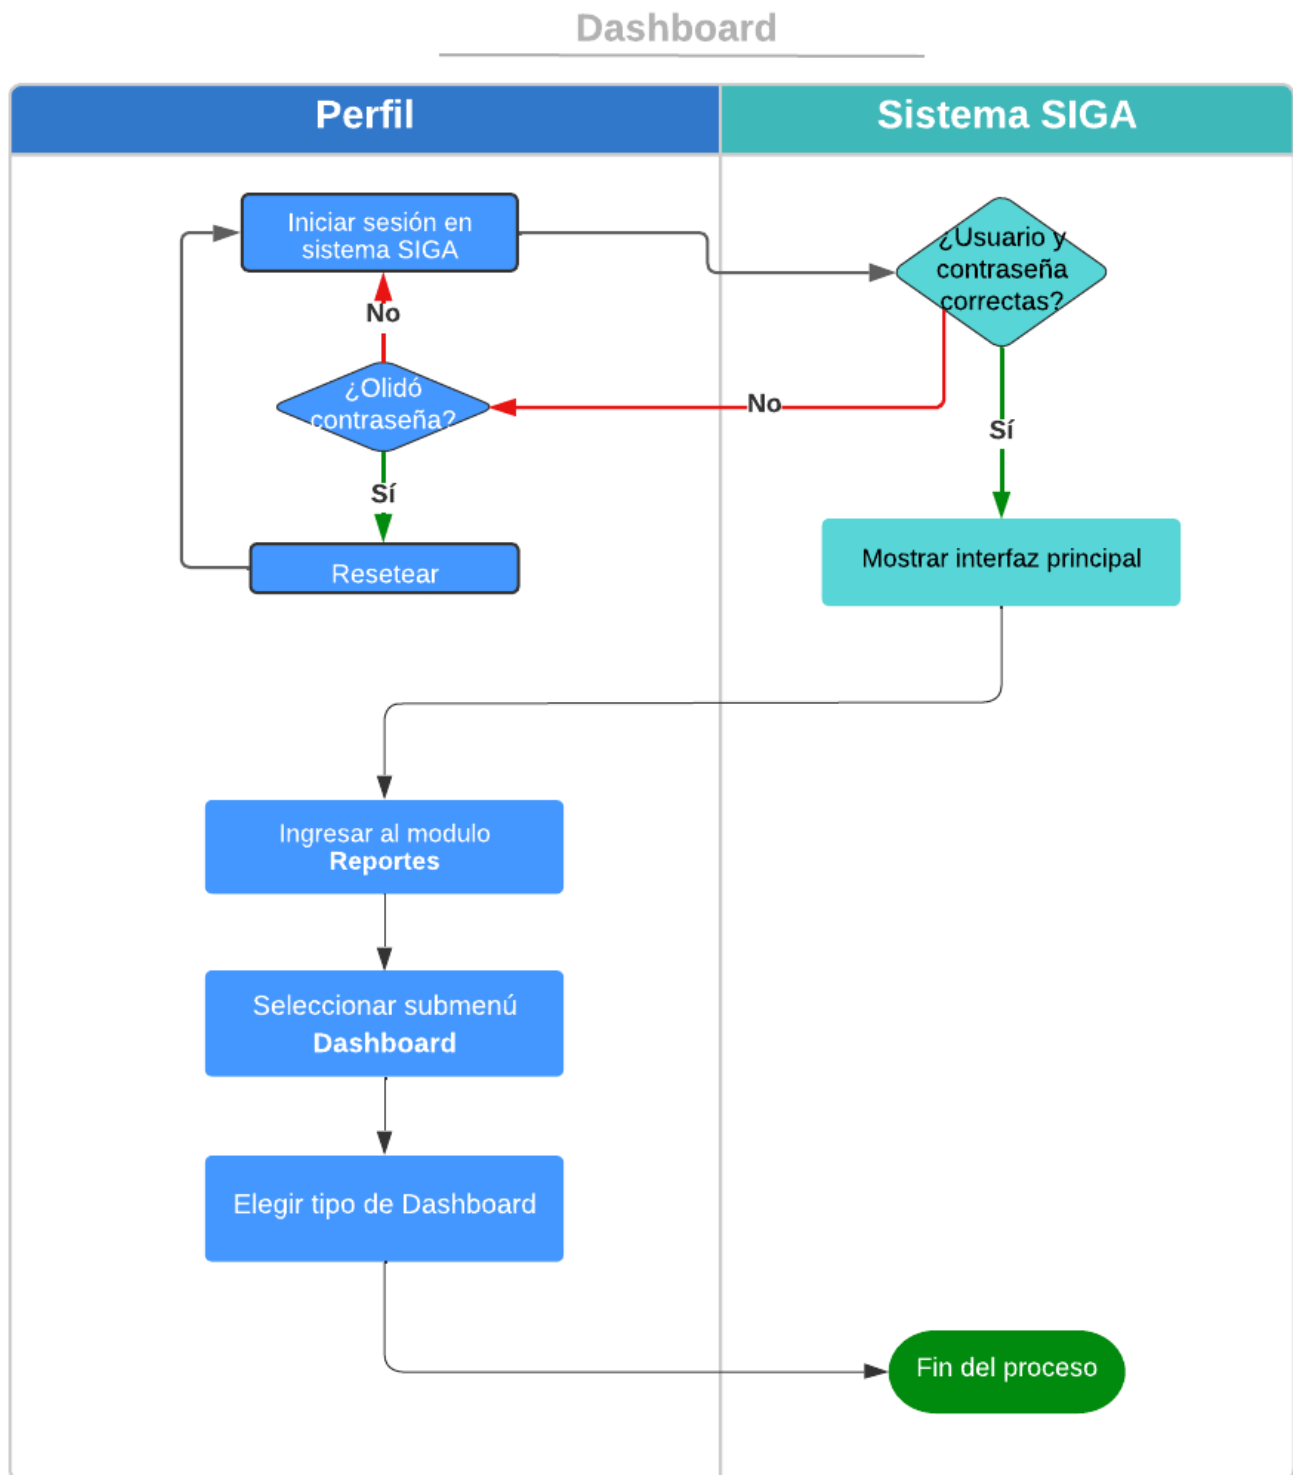 Dashboard
Perfil
Sistema SIGA
Iniciar sesión en
sistema SIGA
¿Usuario y
contraseña
correctas?
No
¿Olidó
contraseña?
No
Sí
Sí
Resetear
Mostrar interfaz principal
Ingresar al modulo
Reportes
Seleccionar submenú
Dashboard
Elegir tipo de Dashboard
Fin del proceso